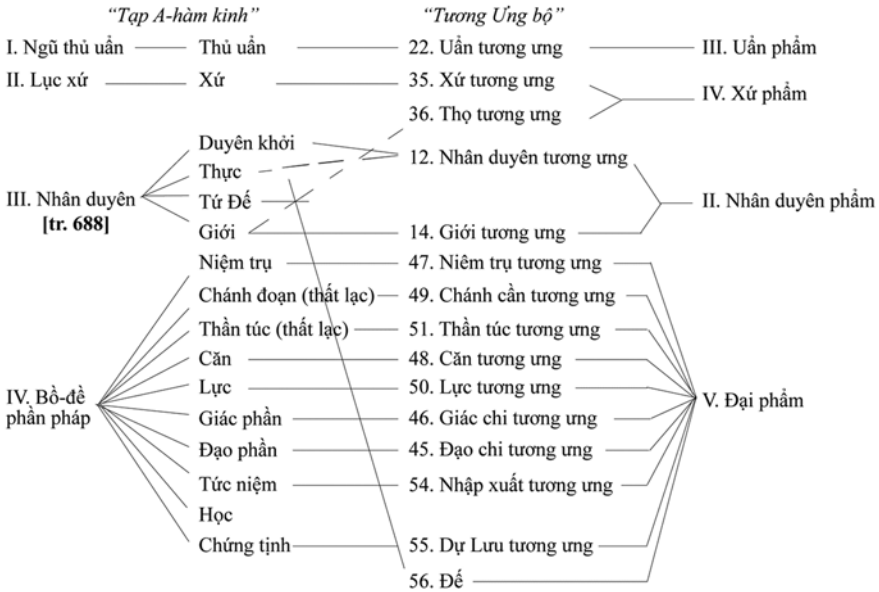 “Tạp A-hàm kinh” “Tương Ưng bộ”
I. Ngũ thủ uẩn Thủ uẩn 22. Uẩn tương ưng III. Uẩn phẩm
II. Lục xứ Xứ 35. Xứ tương ưng
IV. Xứ phẩm
36. Thọ tương ưng
Duyên khởi
12. Nhân duyên tương ưng
Thực
III. Nhân duyên Tứ Đế II. Nhân duyên phẩm
[tr. 688]
Giới 14. Giới tương ưng
Niệm trụ 47. Niêm trụ tương ưng
Chánh đoạn (thất lạc) 49. Chánh cần tương ưng
Thần túc (thất lạc) 51. Thần túc tương ưng
Căn 48. Căn tương ưng
Lực 50. Lực tương ưng
IV. Bồ-đề
phần pháp
V. Đại phẩm
Giác phần 46. Giác chi tương ưng
Đạo phần 45. Đạo chi tương ưng
Tức niệm 54. Nhập xuất tương ưng
Học
Chứng tịnh 55. Dự Lưu tương ưng
56. Đế